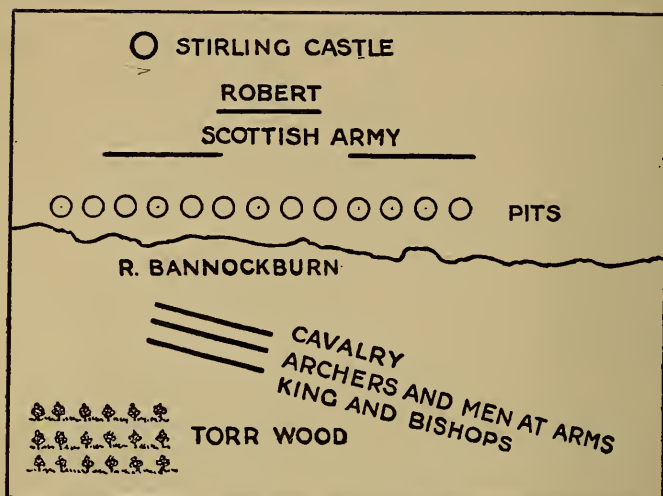 STIRLING CASTLE
ROBERT
SCOTTISH ARMY
PITS
R. BANNOCKBURN
CAVALRY
ARCHERS AND MEN AT ARMS
KING AND BISHOPS
TORR WOOD